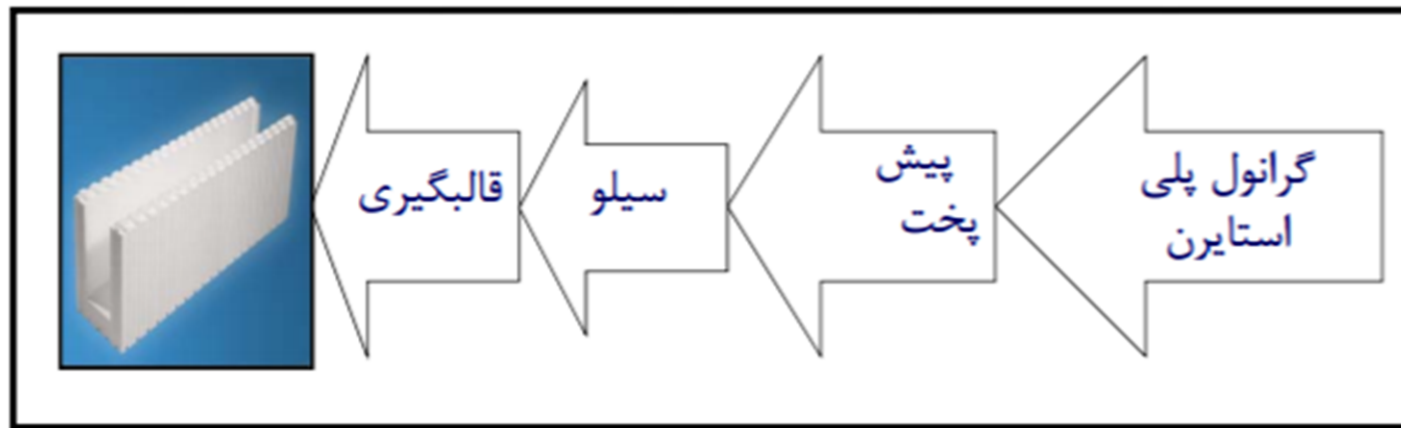 گرانول پلی
استایرن
پیش
پخت
سیلو
قالبگیری